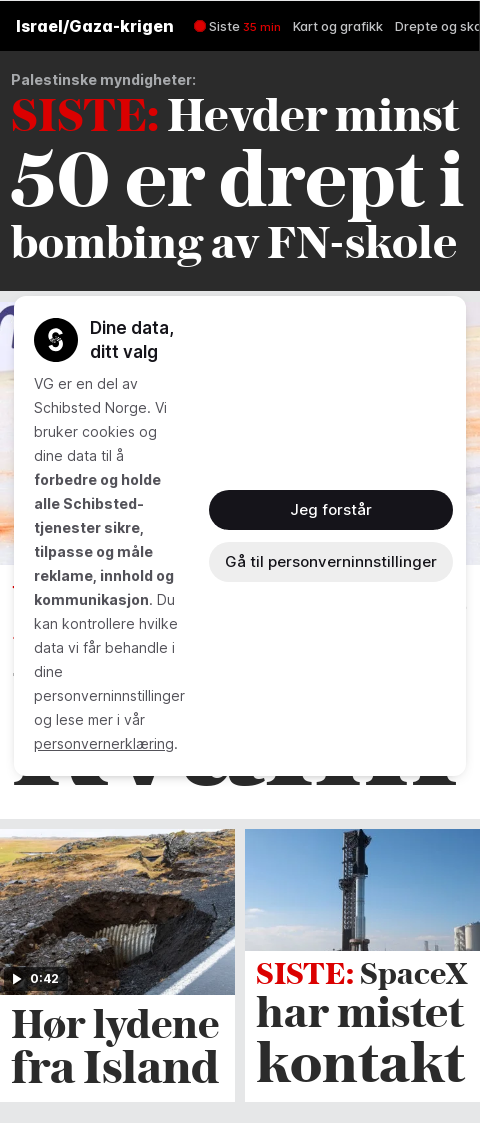 Israel/Gaza-krigen Siste 35 min Kart og grafikk Drepte og
Palestinske myndigheter:
SISTE: Hevder minst
50 er drept i
bombing av FN-skole
Dine data,
ditt valg
VG er en del av
Schibsted Norge. Vi
bruker cookies og
dine data til å
forbedre og holde
alle Schibsted-
tjenester sikre,
tilpasse og måle
reklame, innhold og
kommunikasjon. Du
kan kontrollere hvilke
data vi får behandle i
dine
personverninnstillinger
og lese mer i vår
personvernerklæring.
Jeg forstår
Gå til personverninnstillinger
0:42
Hør lydene
fra Island
SISTE: SpaceX
har mistet
kontakt